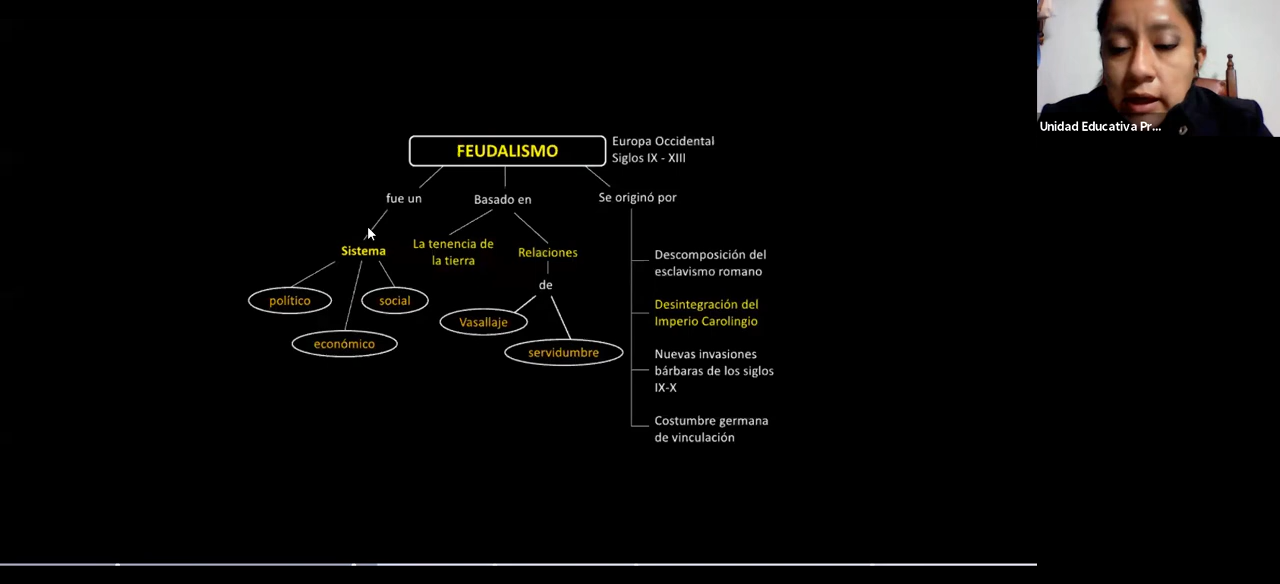 FEUDALISMO
Europa Occidental
Siglos IX - XIII
fue un
Basado en
Se originó por
Sistema
La tenencia de
la tierra
Relaciones
de
político
social
económico
Vasallaje
servidumbre
Descomposición del
esclavismo romano
Desintegración del
Imperio Carolingio
Nuevas invasiones
bárbaras de los siglos
IX-X
Costumbre germana
de vinculación
Unidad Educativa Pr...